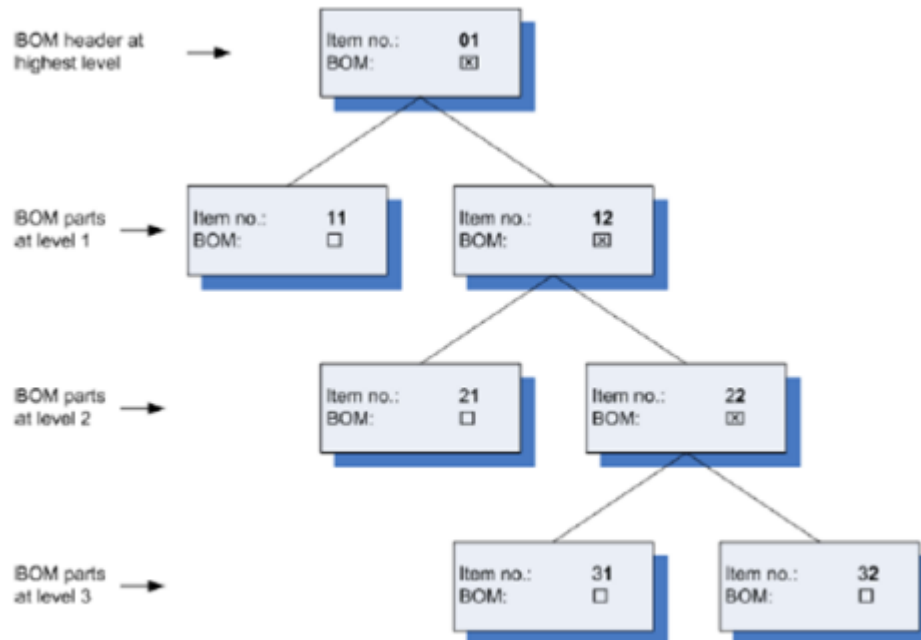 BOM header at
highest level
Item no.: 01
BOM: ☒
BOM parts
at level 1
Item no.: 11
BOM: ☐
Item no.: 12
BOM: ☒
BOM parts
at level 2
Item no.: 21
BOM: ☐
Item no.: 22
BOM: ☒
BOM parts
at level 3
Item no.: 31
BOM: ☐
Item no.: 32
BOM: ☐